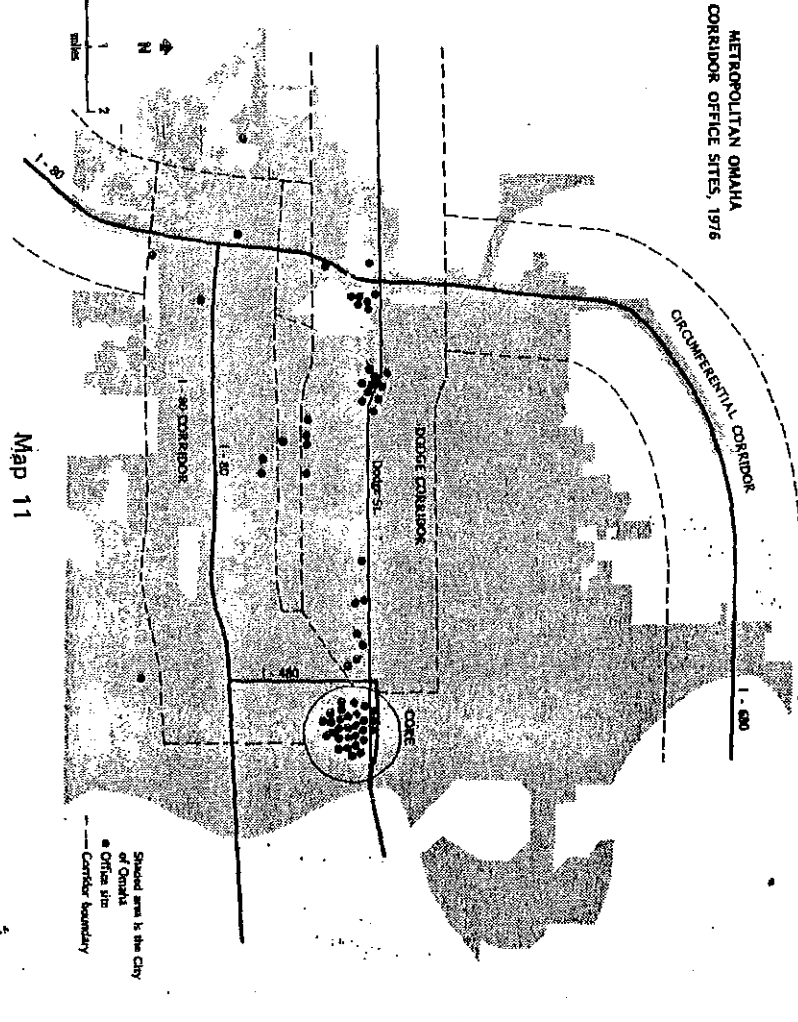 METROPOLITAN OMAHA
CORRIDOR OFFICE SITES, 1976
N
1
2
miles
I - 80
CIRCUMFERENTIAL CORRIDOR
I - 680
DODGE CORRIDOR
Dodge St.
I - 80
I - 80 CORRIDOR
I - 480
CORE
Shaded area is the City
of Omaha
Office site
Corridor boundary
Map 11